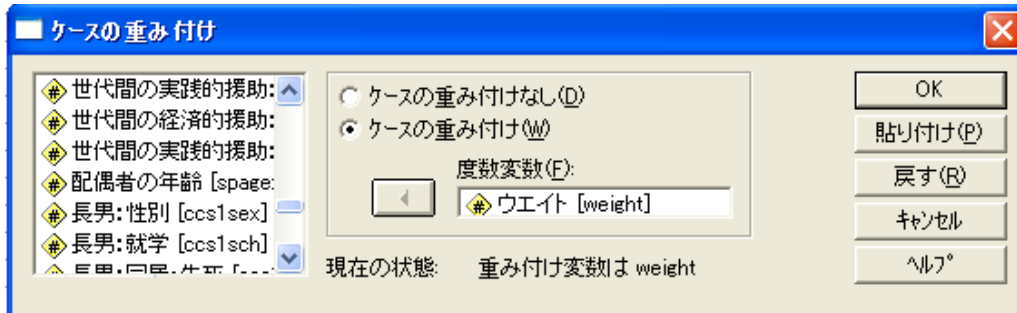 ケースの重み付け
世代間の実践的援助:
世代間の経済的援助:
世代間の実践的援助:
配偶者の年齢 [spage:
長男:性別 [ccs1sex]
長男:就学 [ccs1sch]
ケースの重み付けなし(D)
ケースの重み付け(W)
度数変数(F):
ウエイト [weight]
現在の状態: 重み付け変数は weight
OK
貼り付け(P)
戻す(R)
キャンセル
ヘルプ